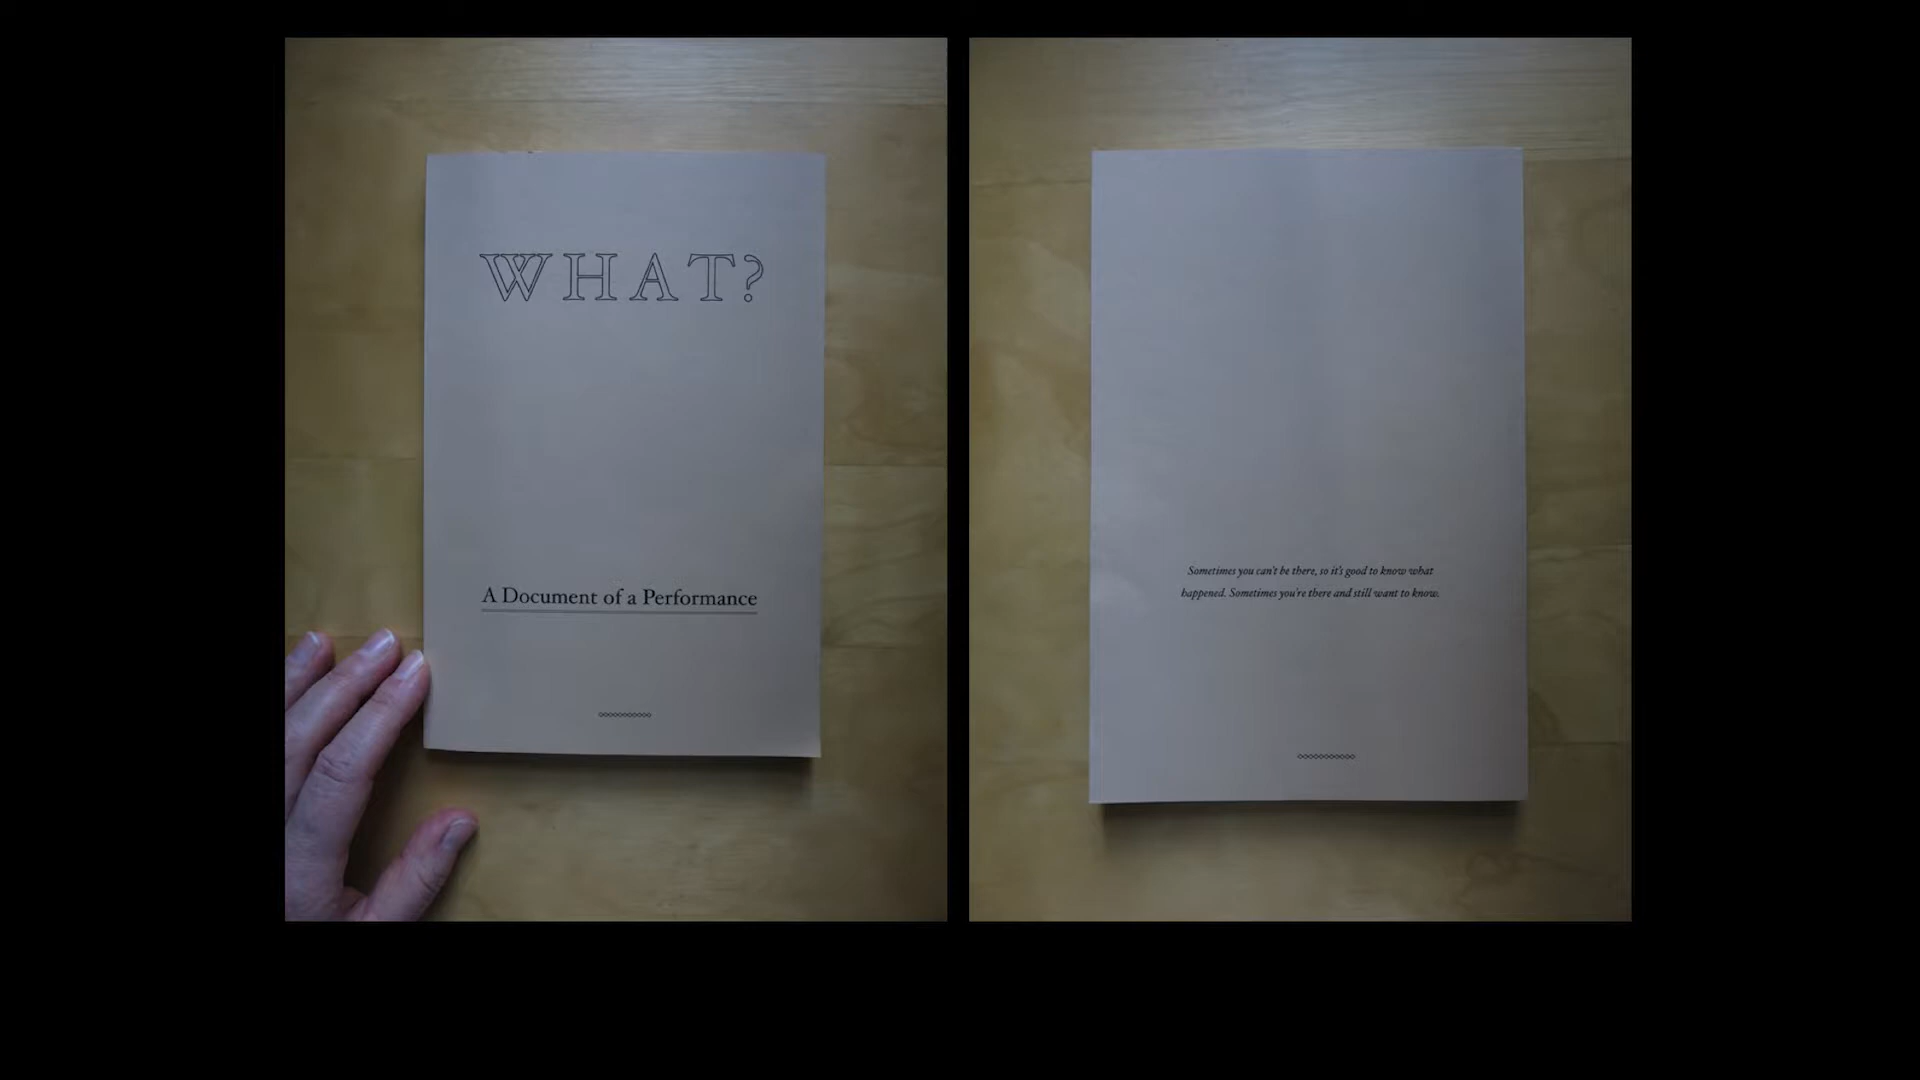 WHAT?
A Document of a Performance
Sometimes you can't be there, so it's good to know what
happened. Sometimes you're there and still want to know.